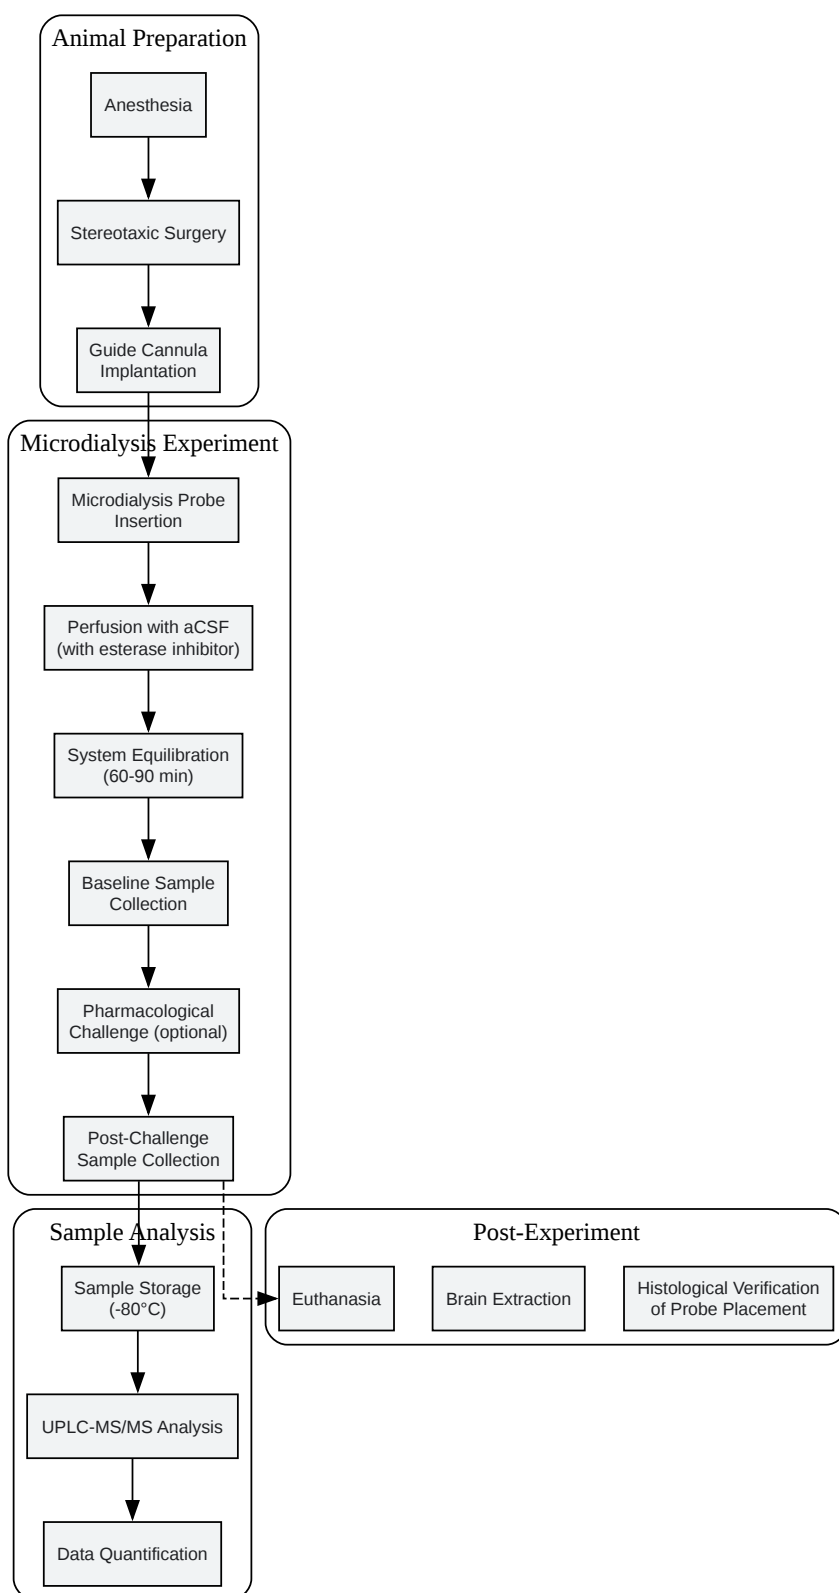 Animal Preparation
Anesthesia
Stereotaxic Surgery
Guide Cannula
Implantation
Microdialysis Experiment
Microdialysis Probe
Insertion
Perfusion with aCSF
(with esterase inhibitor)
System Equilibration
(60-90 min)
Baseline Sample
Collection
Pharmacological
Challenge (optional)
Post-Challenge
Sample Collection
Sample Analysis
Sample Storage
(-80°C)
UPLC-MS/MS Analysis
Data Quantification
Post-Experiment
Euthanasia
Brain Extraction
Histological Verification
of Probe Placement